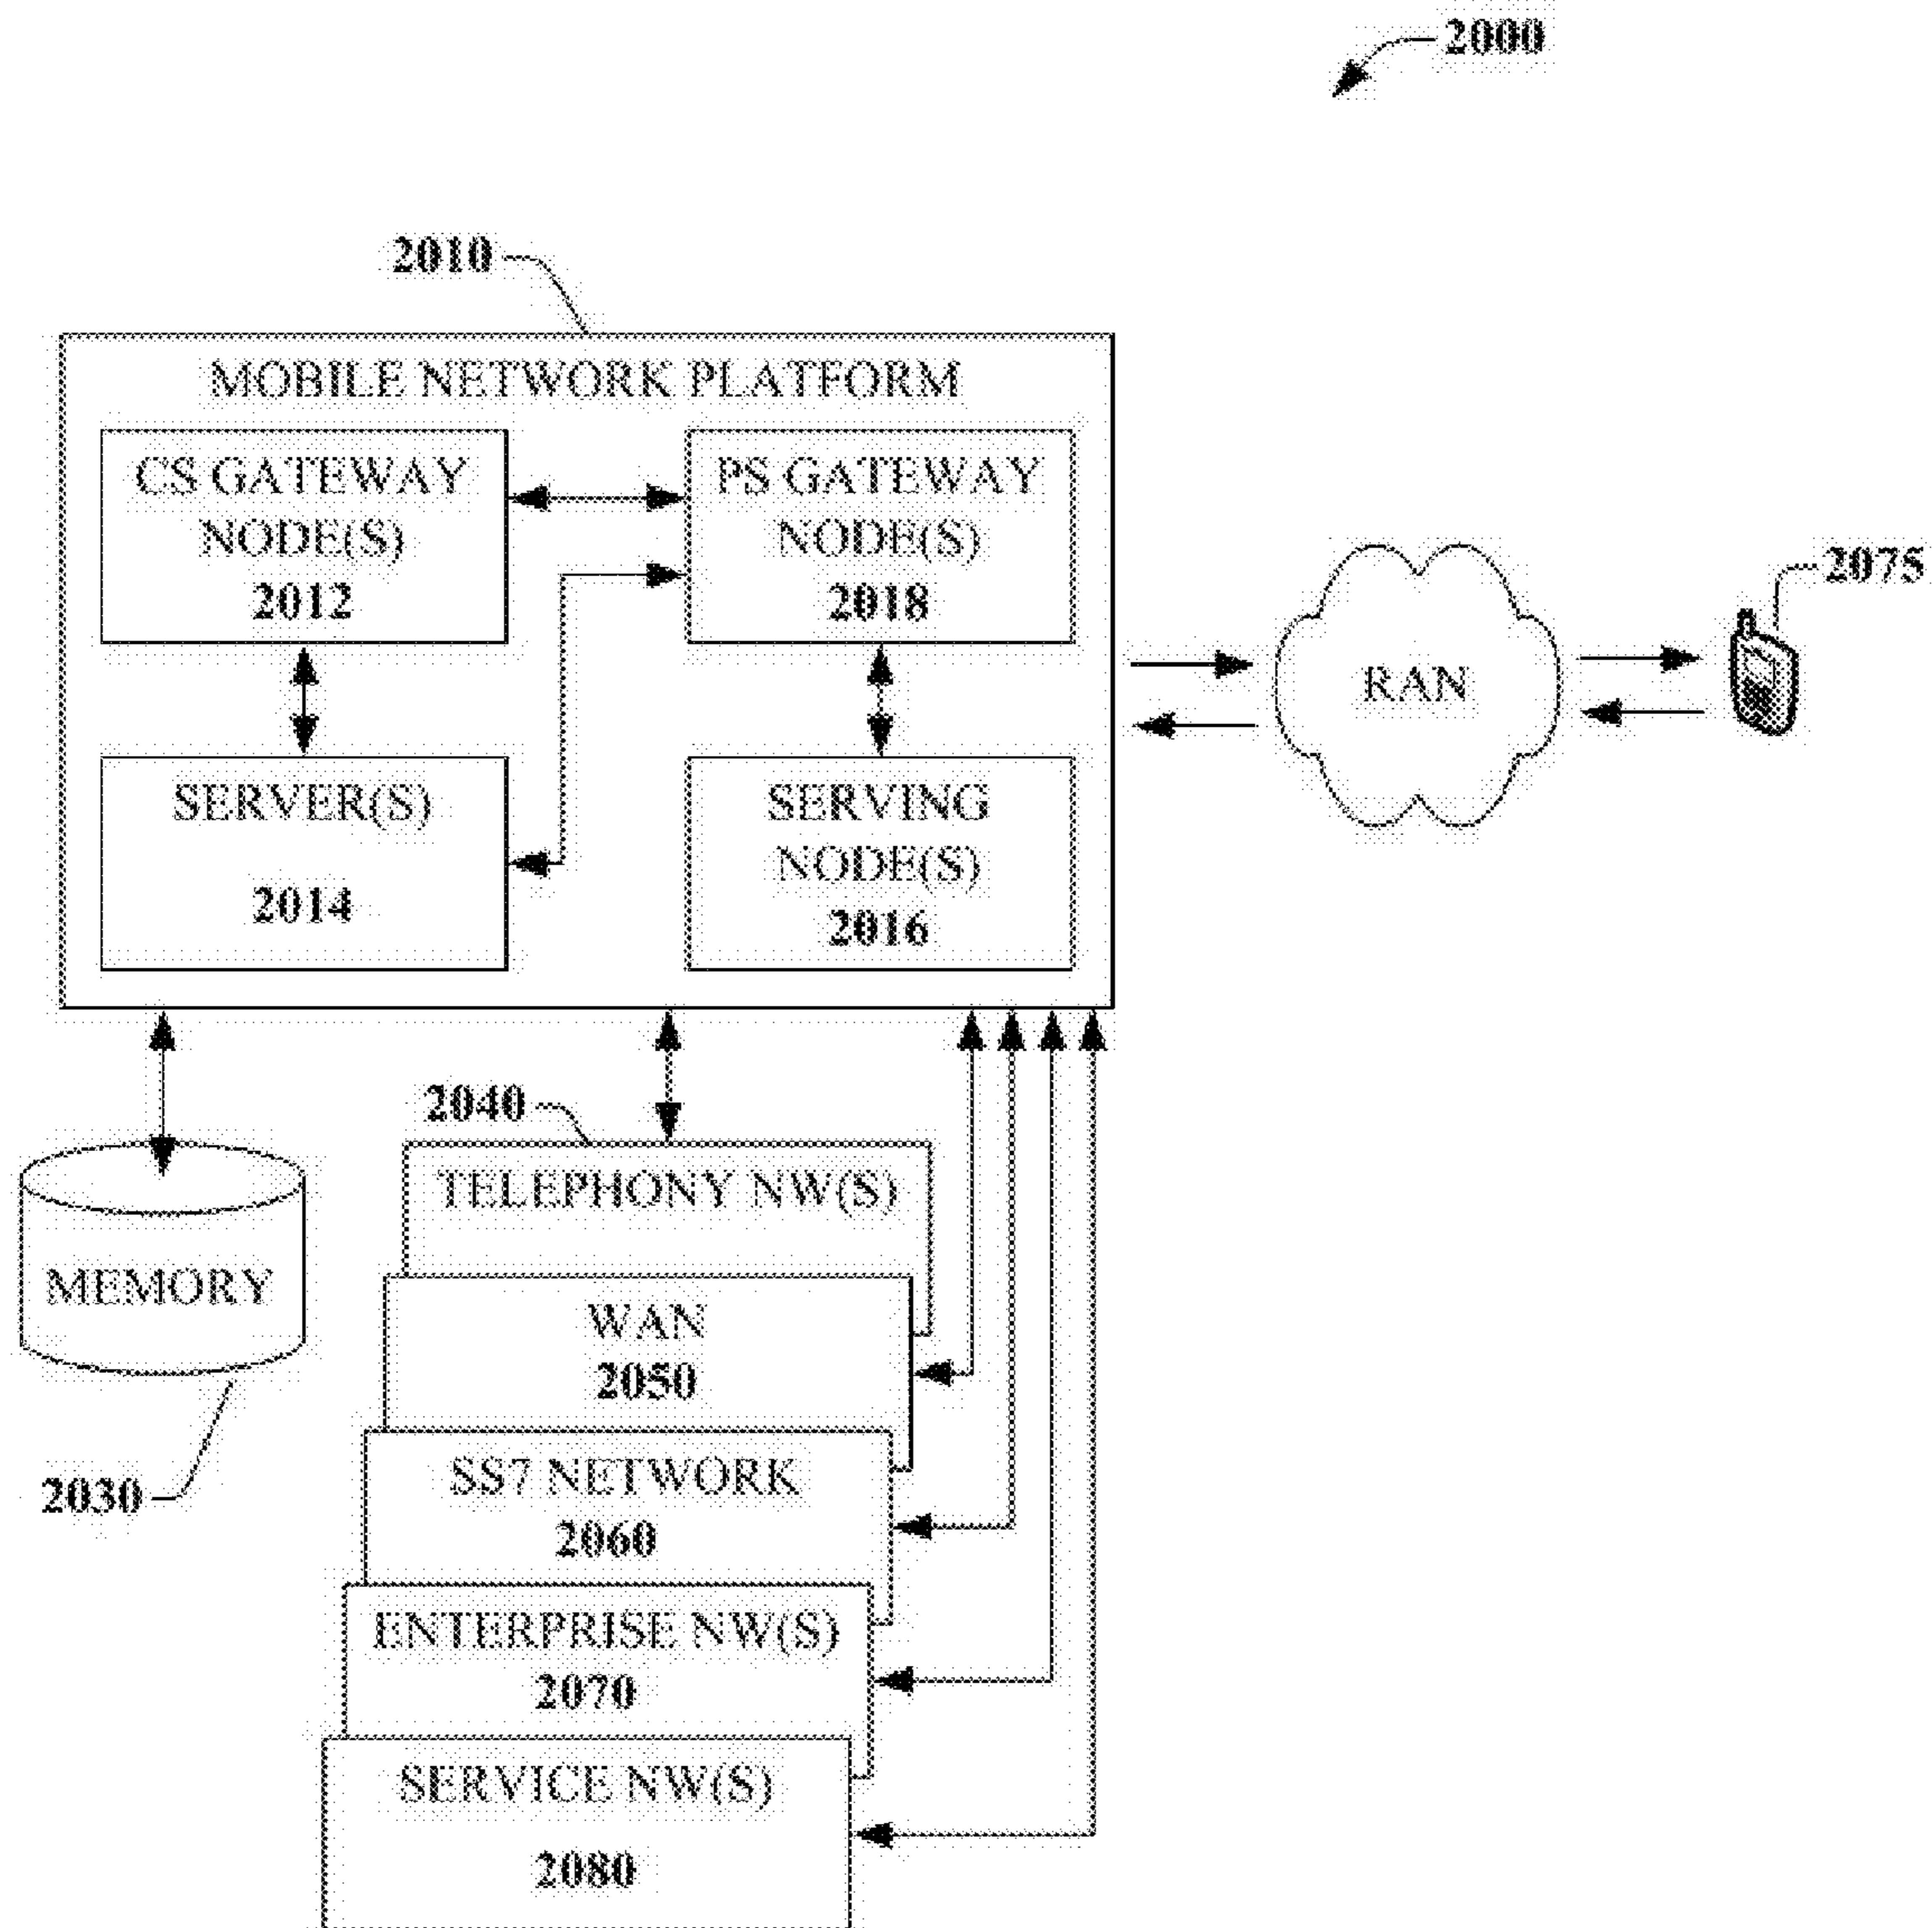 2000
2010
MOBILE NETWORK PLATFORM
CS GATEWAY
NODE(S)
2012
PS GATEWAY
NODE(S)
2018
SERVER(S)
2014
SERVING
NODE(S)
2016
RAN
2075
2040
TELEPHONY NW(S)
MEMORY
2030
WAN
2050
SS7 NETWORK
2060
ENTERPRISE NW(S)
2070
SERVICE NW(S)
2080